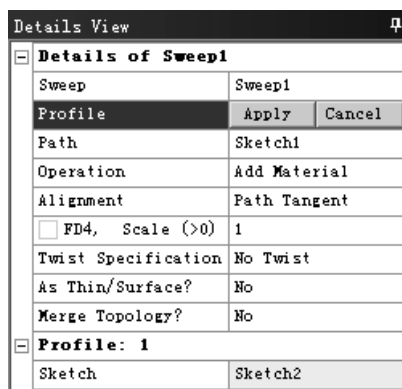 Details View
Details of Sweep1
Sweep Sweep1
Profile Apply Cancel
Path Sketch1
Operation Add Material
Alignment Path Tangent
FD4, Scale (>0) 1
Twist Specification No Twist
As Thin/Surface? No
Merge Topology? No
Profile: 1
Sketch Sketch2